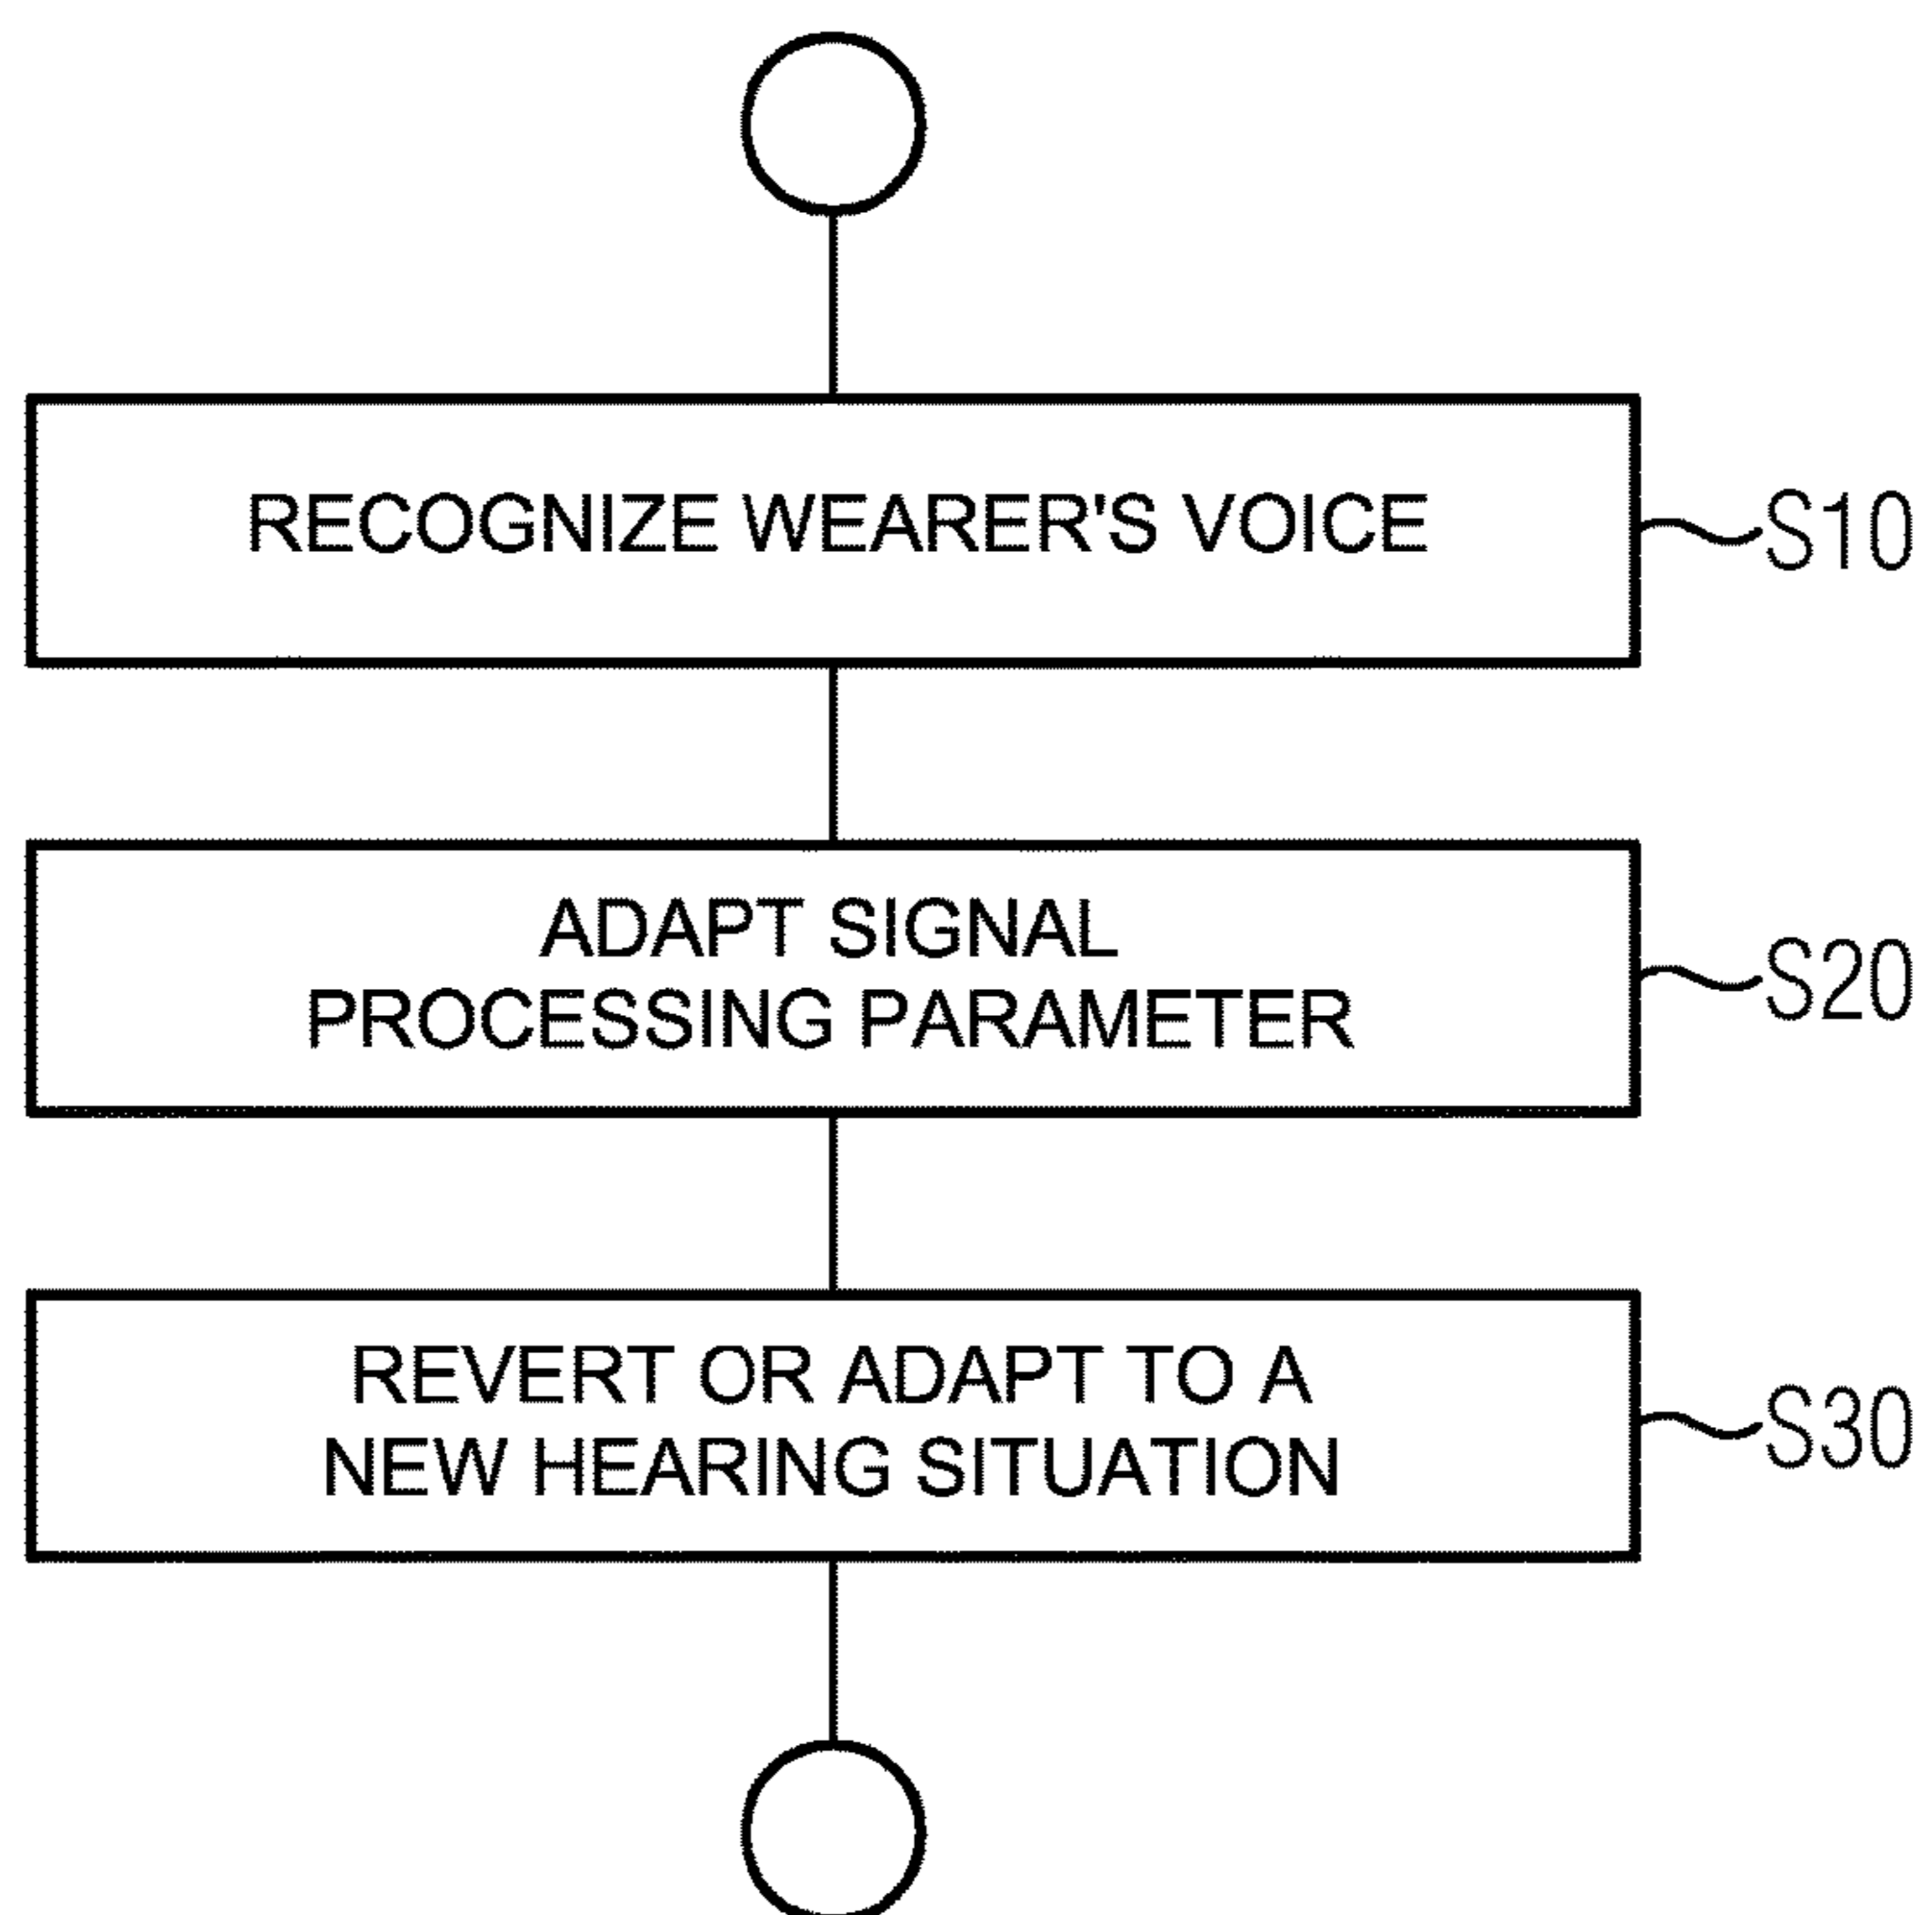 RECOGNIZE WEARER'S VOICE
S10
ADAPT SIGNAL
PROCESSING PARAMETER
S20
REVERT OR ADAPT TO A
NEW HEARING SITUATION
S30